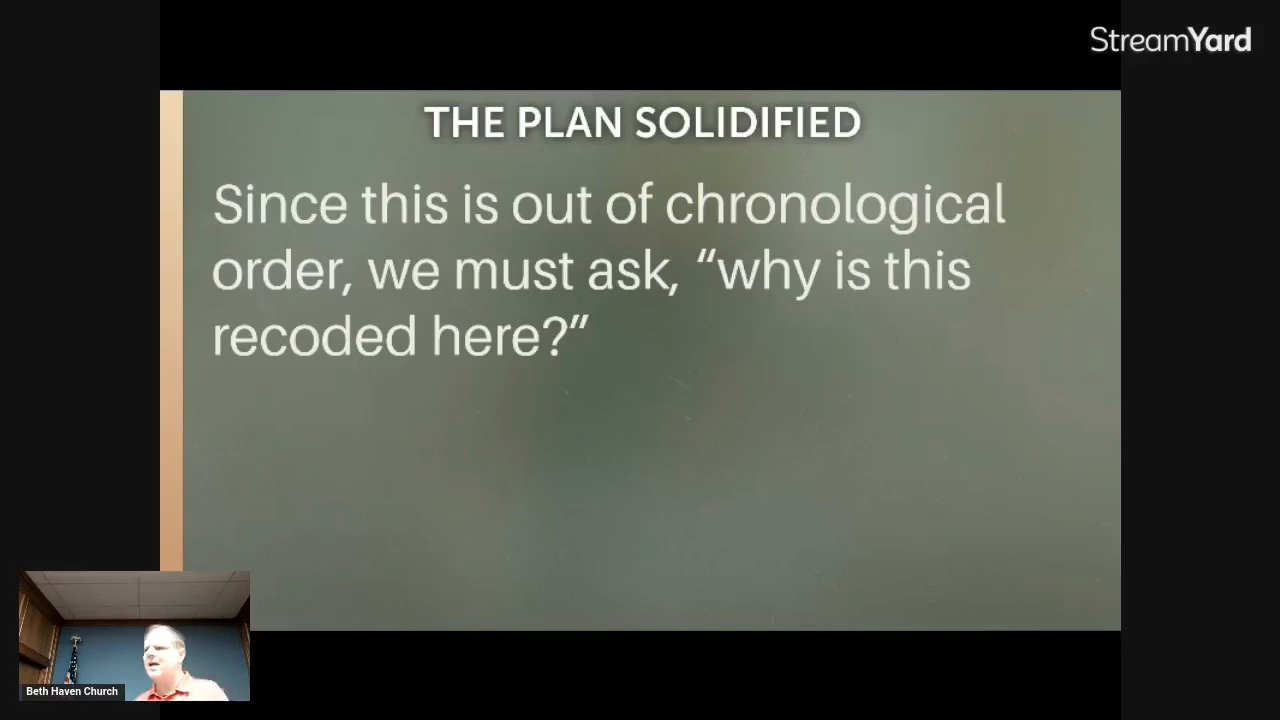 StreamYard
THE PLAN SOLIDIFIED
Since this is out of chronological
order, we must ask, “why is this
recoded here?”
Beth Haven Church